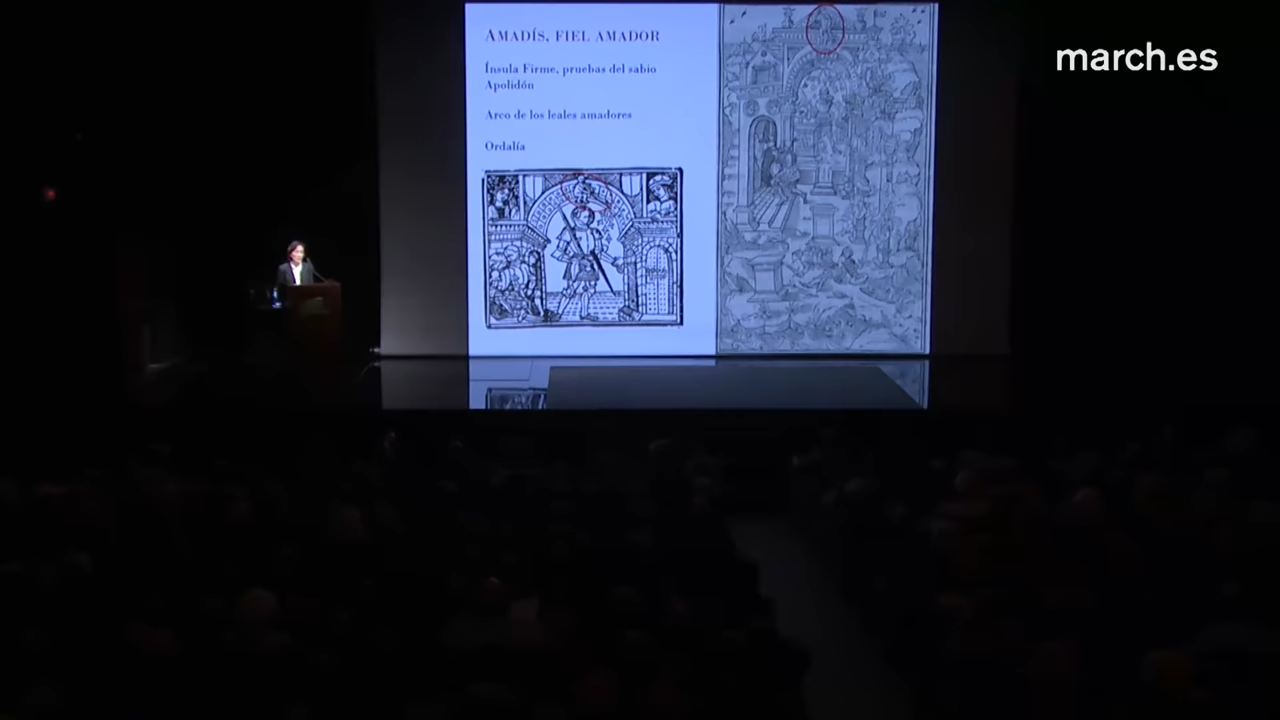 AMADÍS, FIEL AMADOR
Ínsula Firme, pruebas del sabio
Apolidón
Arco de los leales amadores
Ordalía
march.es